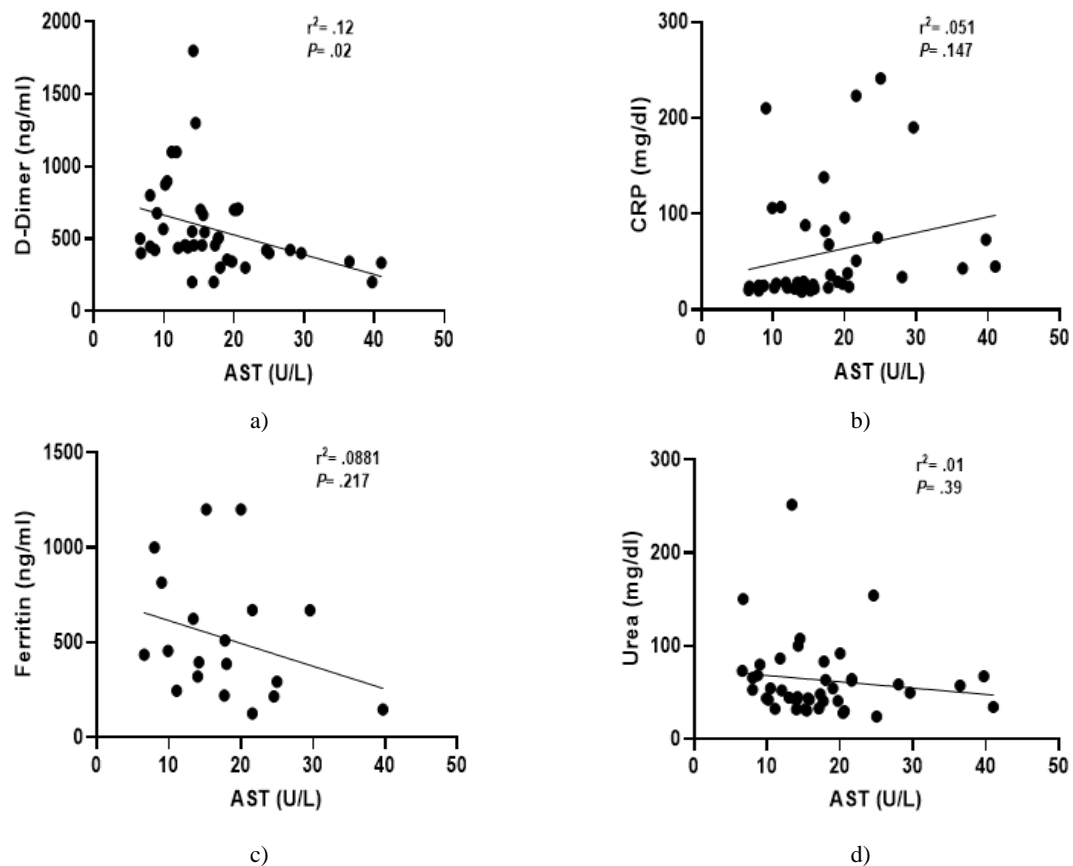 r²= .12
P= .02
D-Dimer (ng/ml)
2000
1500
1000
500
0
0 10 20 30 40 50
AST (U/L)
a)
r²= .051
P= .147
CRP (mg/dl)
300
200
100
0
0 10 20 30 40 50
AST (U/L)
b)
r²= .0881
P= .217
Ferritin (ng/ml)
1500
1000
500
0
0 10 20 30 40 50
AST (U/L)
c)
r²= .01
P= .39
Urea (mg/dl)
300
200
100
0
0 10 20 30 40 50
AST (U/L)
d)